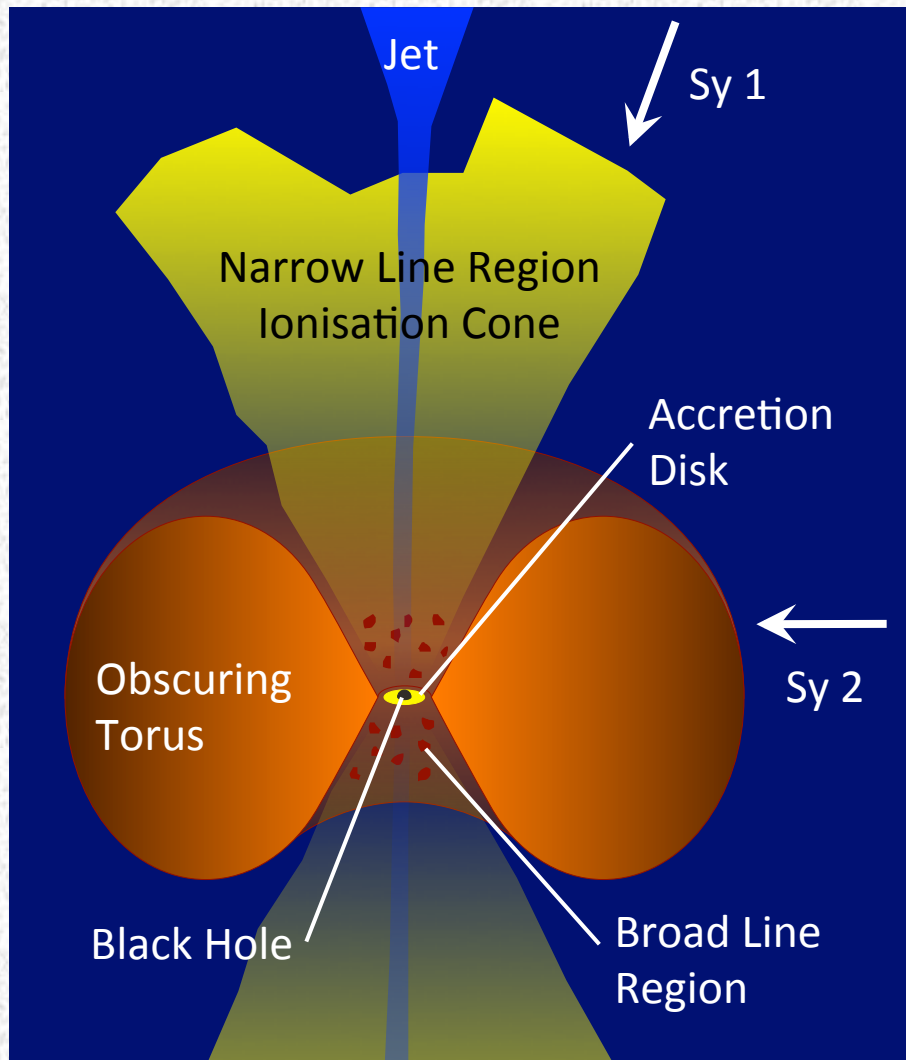 Jet
Sy 1
Narrow Line Region
Ionisation Cone
Accretion
Disk
Obscuring
Torus
Sy 2
Black Hole
Broad Line
Region